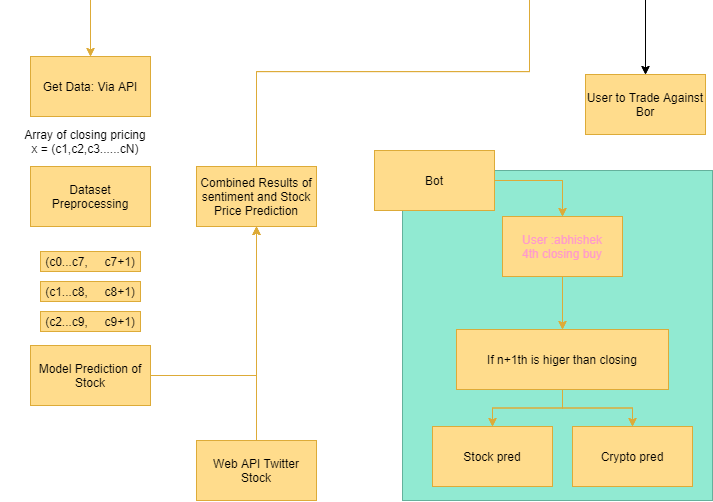 Get Data: Via API
Array of closing pricing
x = (c1,c2,c3......cN)
Dataset
Preprocessing
(c0...c7, c7+1)
(c1...c8, c8+1)
(c2...c9, c9+1)
Model Prediction of
Stock
Combined Results of
sentiment and Stock
Price Prediction
Web API Twitter
Stock
User to Trade Against
Bor
Bot
User :abhishek
4th closing buy
If n+1th is higer than closing
Stock pred
Crypto pred